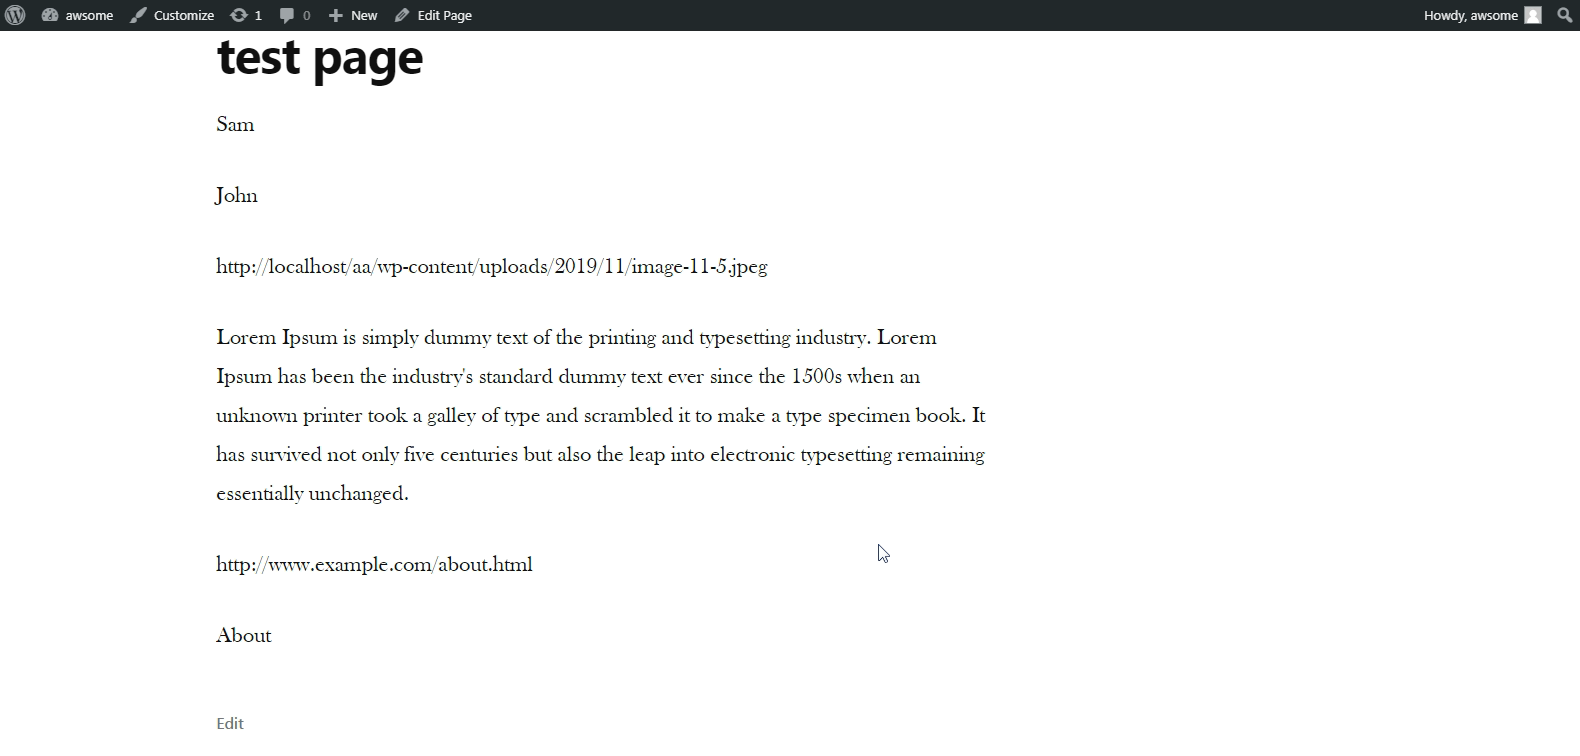 awsome Customize 1 0 New Edit Page Howdy, awsome
test page
Sam
John
http://localhost/aa/wp-content/uploads/2019/11/image-11-5.jpeg
Lorem Ipsum is simply dummy text of the printing and typesetting industry. Lorem
Ipsum has been the industry's standard dummy text ever since the 1500s when an
unknown printer took a galley of type and scrambled it to make a type specimen book. It
has survived not only five centuries but also the leap into electronic typesetting remaining
essentially unchanged.
http://www.example.com/about.html
About
Edit